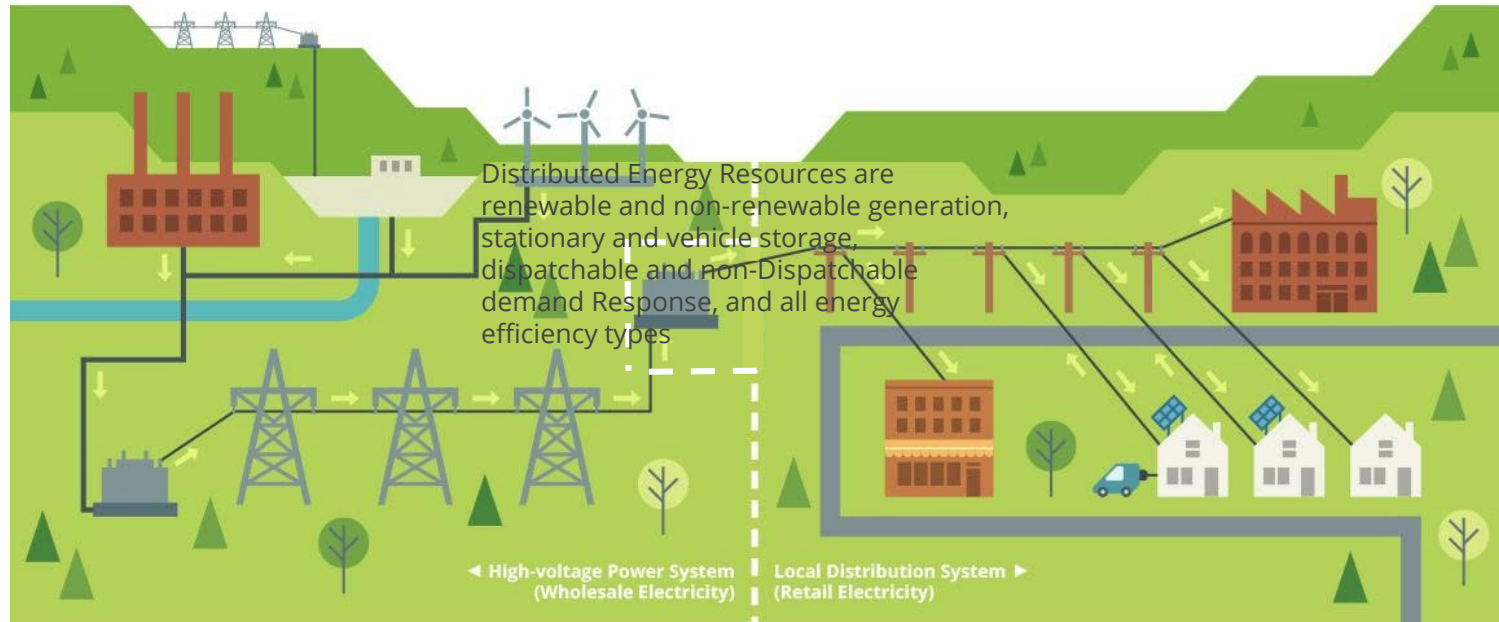 Distributed Energy Resources are
renewable and non-renewable generation,
stationary and vehicle storage,
dispatchable and non-Dispatchable
demand Response, and all energy
efficiency types
◄ High-voltage Power System
(Wholesale Electricity)
Local Distribution System ►
(Retail Electricity)